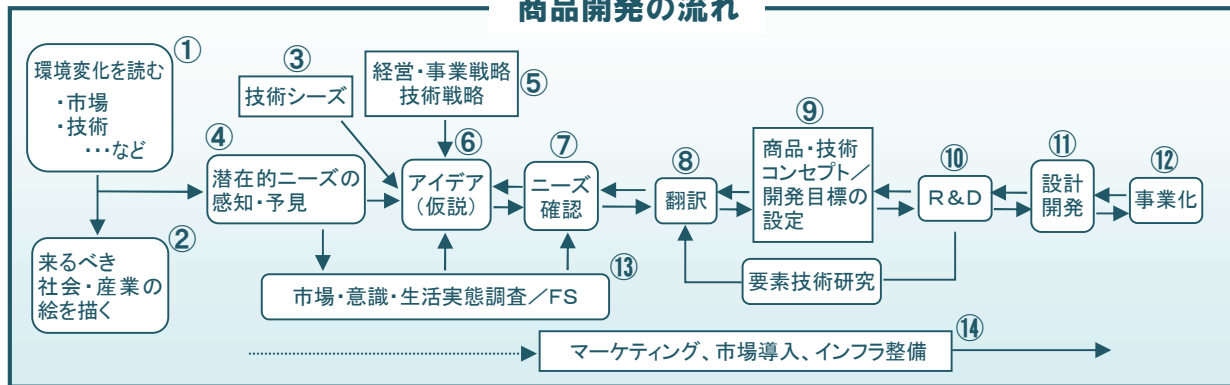 商品開発の流れ
①
環境変化を読む
・市場
・技術
・・・など
②
来るべき
社会・産業の
絵を描く
③
技術シーズ
④
潜在的ニーズの
感知・予見
⑤
経営・事業戦略
技術戦略
⑥
アイデア
（仮説）
⑦
ニーズ
確認
⑧
翻訳
⑨
商品・技術
コンセプト／
開発目標の
設定
⑩
R＆D
⑪
設計
開発
⑫
事業化
要素技術研究
⑬
市場・意識・生活実態調査／FS
⑭
マーケティング、市場導入、インフラ整備